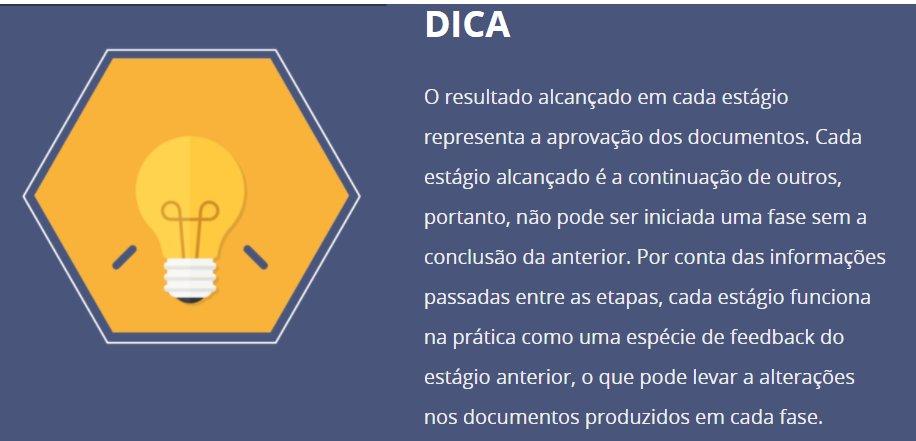 DICA
O resultado alcançado em cada estágio
representa a aprovação dos documentos. Cada
estágio alcançado é a continuação de outros,
portanto, não pode ser iniciada uma fase sem a
conclusão da anterior. Por conta das informações
passadas entre as etapas, cada estágio funciona
na prática como uma espécie de feedback do
estágio anterior, o que pode levar a alterações
nos documentos produzidos em cada fase.